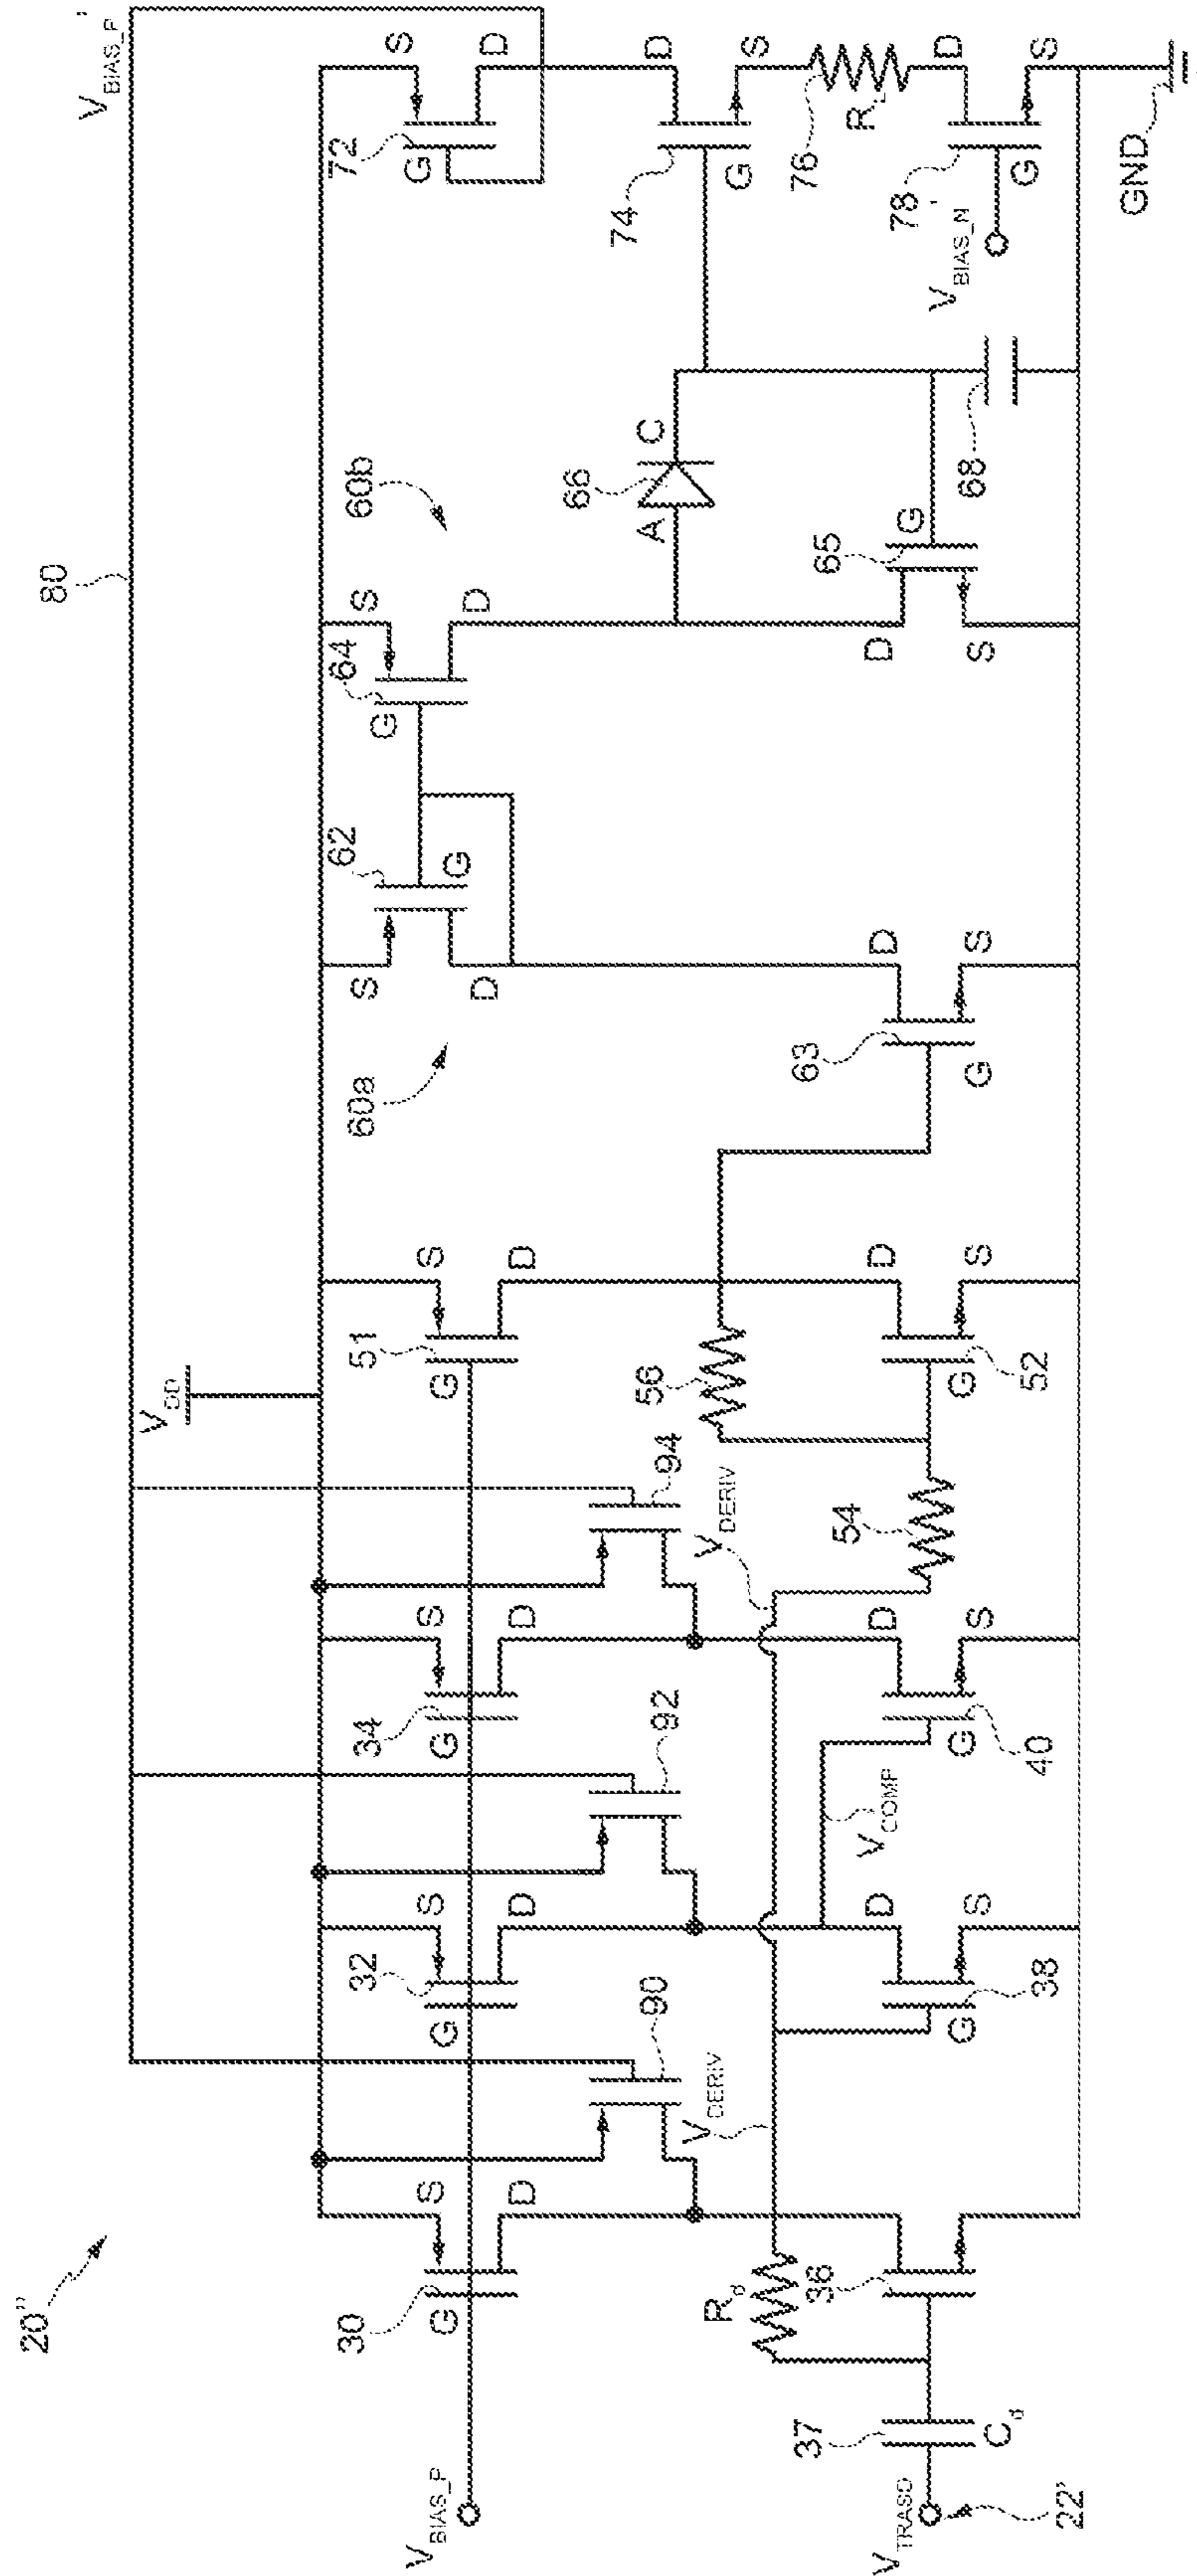 20''
80
V_BIAS_P'
V_DD
30
S
G
D
32
S
G
D
34
S
G
D
51
S
G
D
60a
S
62
G
D
64
S
G
D
60b
72
S
G
D
V_BIAS_P
90
92
94
V_DERIV
V_DERIV
R_d
56
A
66
C
74
D
G
S
76
R_L
V_COMP
54
37
C_d
36
38
D
G
S
40
D
G
S
52
D
G
S
63
D
G
S
65
D
G
S
68
V_BIAS_N'
78
D
G
S
V_TRASD
22'
GND